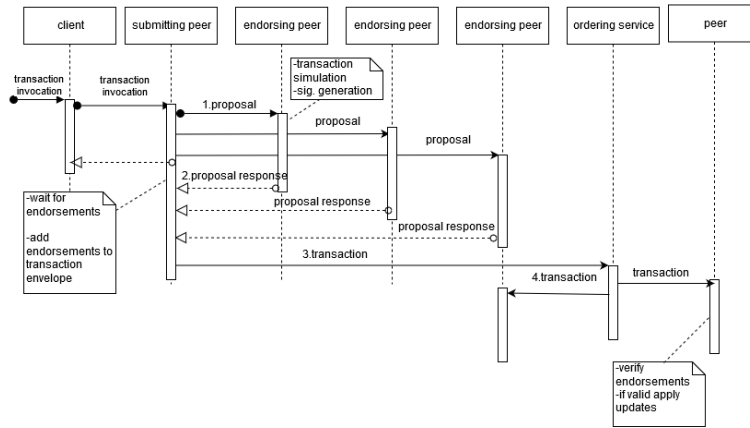 client
submitting peer
endorsing peer
endorsing peer
endorsing peer
ordering service
peer
transaction
invocation
transaction
invocation
-transaction
simulation
-sig. generation
1.proposal
proposal
proposal
2.proposal response
proposal response
proposal response
-wait for
endorsements
-add
endorsements to
transaction
envelope
3.transaction
4.transaction
transaction
-verify
endorsements
-if valid apply
updates